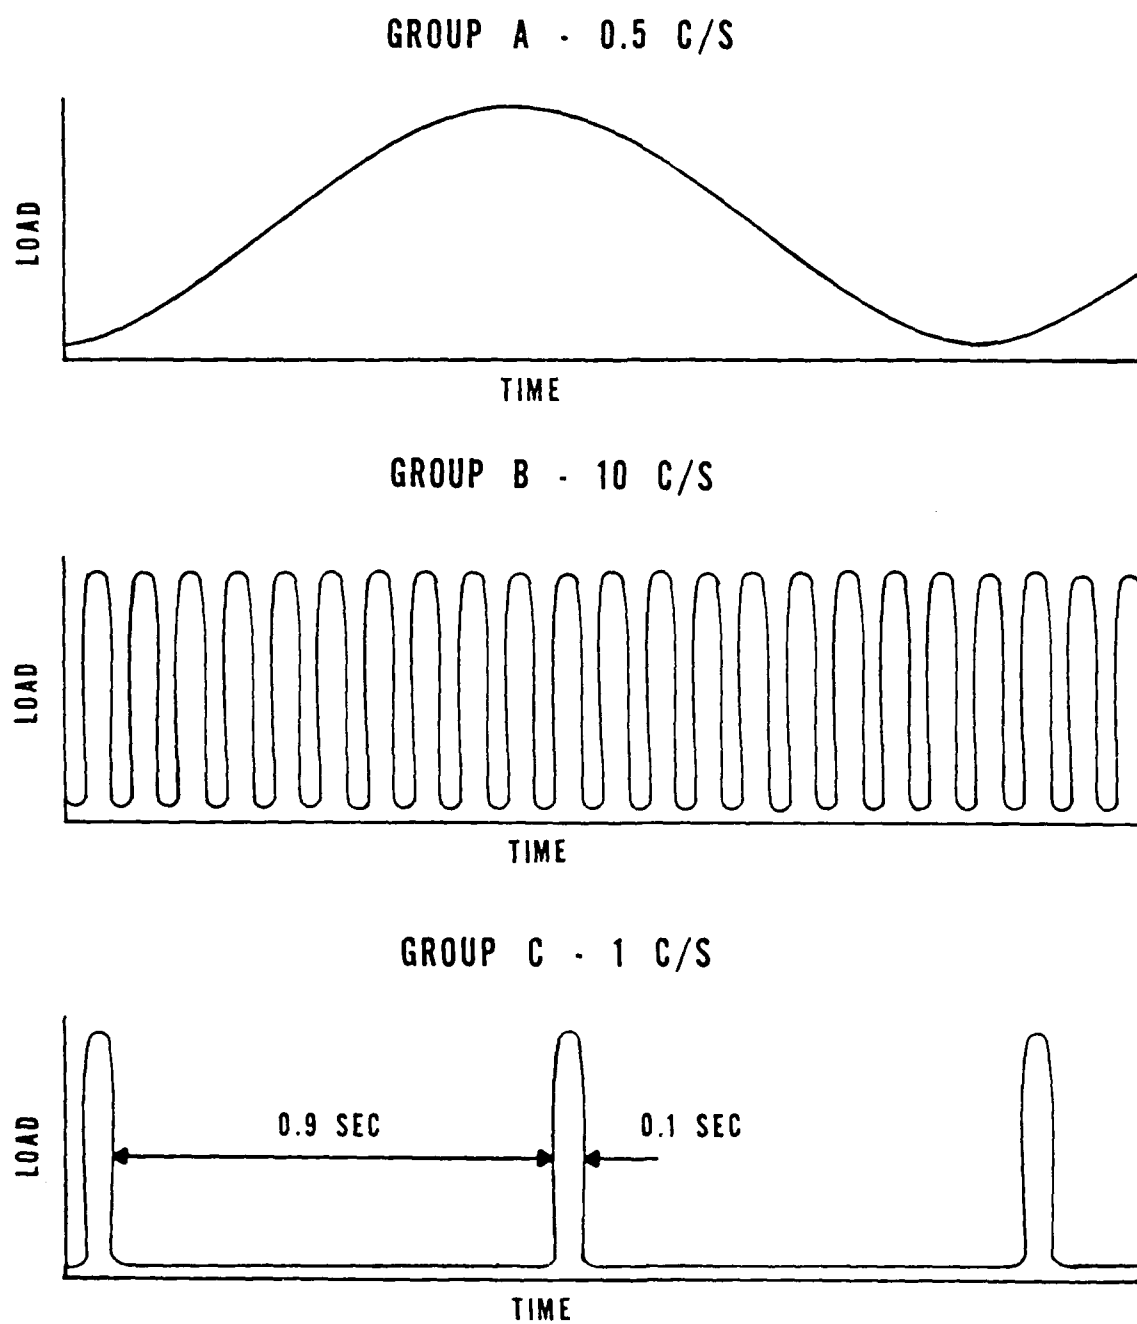 GROUP A - 0.5 C/S
LOAD
TIME
GROUP B - 10 C/S
LOAD
TIME
GROUP C - 1 C/S
LOAD
0.9 SEC
0.1 SEC
TIME